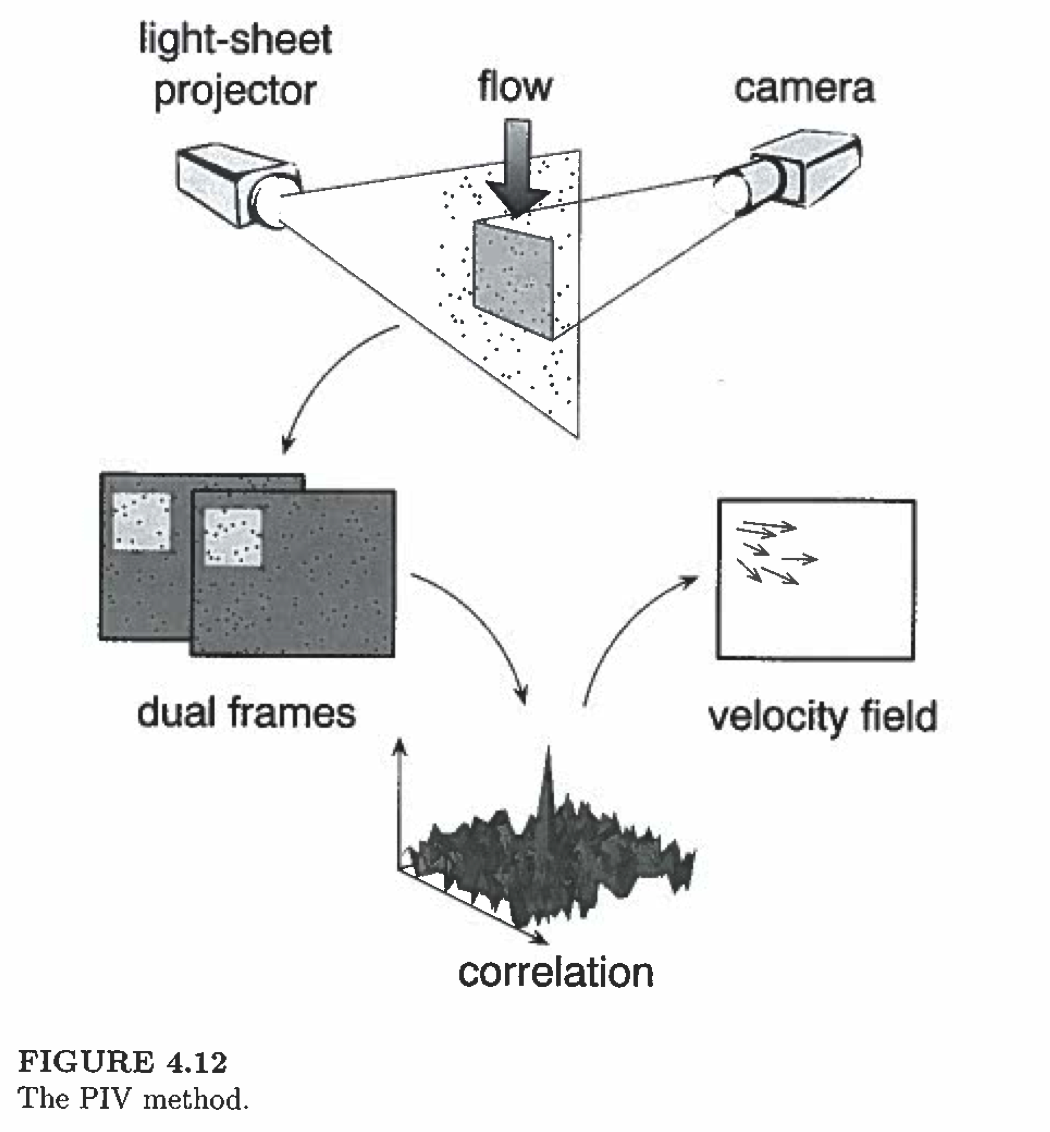 light-sheet
projector
flow
camera
dual frames
velocity field
correlation
FIGURE 4.12
The PIV method.